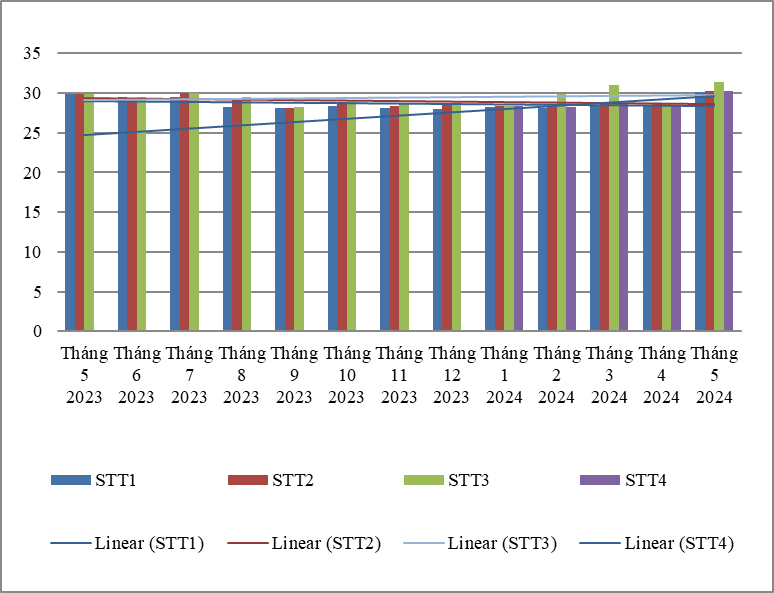 35
30
25
20
15
10
5
0
Tháng Tháng Tháng Tháng Tháng Tháng Tháng Tháng Tháng Tháng Tháng Tháng Tháng
5 6 7 8 9 10 11 12 1 2 3 4 5
2023 2023 2023 2023 2023 2023 2023 2023 2024 2024 2024 2024 2024
STT1 STT2 STT3 STT4
Linear (STT1) Linear (STT2) Linear (STT3) Linear (STT4)